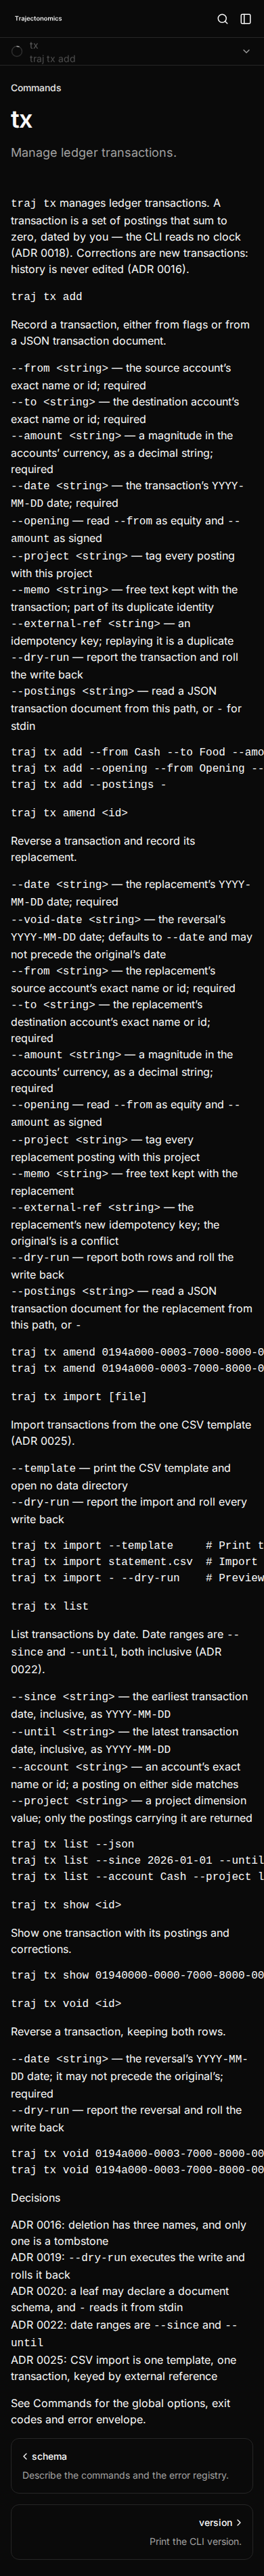 Trajectonomics
tx
traj tx add
Commands
tx
Manage ledger transactions.
traj tx manages ledger transactions. A
transaction is a set of postings that sum to
zero, dated by you — the CLI reads no clock
(ADR 0018). Corrections are new transactions:
history is never edited (ADR 0016).
traj tx add
Record a transaction, either from flags or from
a JSON transaction document.
--from <string> — the source account’s
exact name or id; required
--to <string> — the destination account’s
exact name or id; required
--amount <string> — a magnitude in the
accounts’ currency, as a decimal string;
required
--date <string> — the transaction’s YYYY-
MM-DD date; required
--opening — read --from as equity and --
amount as signed
--project <string> — tag every posting
with this project
--memo <string> — free text kept with the
transaction; part of its duplicate identity
--external-ref <string> — an
idempotency key; replaying it is a duplicate
--dry-run — report the transaction and roll
the write back
--postings <string> — read a JSON
transaction document from this path, or - for
stdin
traj tx add --from Cash --to Food --amo
traj tx add --opening --from Opening --
traj tx add --postings -
traj tx amend <id>
Reverse a transaction and record its
replacement.
--date <string> — the replacement’s YYYY-
MM-DD date; required
--void-date <string> — the reversal’s
YYYY-MM-DD date; defaults to --date and may
not precede the original’s date
--from <string> — the replacement’s
source account’s exact name or id; required
--to <string> — the replacement’s
destination account’s exact name or id;
required
--amount <string> — a magnitude in the
accounts’ currency, as a decimal string;
required
--opening — read --from as equity and --
amount as signed
--project <string> — tag every
replacement posting with this project
--memo <string> — free text kept with the
replacement
--external-ref <string> — the
replacement’s new idempotency key; the
original’s is a conflict
--dry-run — report both rows and roll the
write back
--postings <string> — read a JSON
transaction document for the replacement from
this path, or -
traj tx amend 0194a000-0003-7000-8000-0
traj tx amend 0194a000-0003-7000-8000-0
traj tx import [file]
Import transactions from the one CSV template
(ADR 0025).
--template — print the CSV template and
open no data directory
--dry-run — report the import and roll every
write back
traj tx import --template     # Print t
traj tx import statement.csv  # Import
traj tx import - --dry-run    # Preview
traj tx list
List transactions by date. Date ranges are --
since and --until, both inclusive (ADR
0022).
--since <string> — the earliest transaction
date, inclusive, as YYYY-MM-DD
--until <string> — the latest transaction
date, inclusive, as YYYY-MM-DD
--account <string> — an account’s exact
name or id; a posting on either side matches
--project <string> — a project dimension
value; only the postings carrying it are returned
traj tx list --json
traj tx list --since 2026-01-01 --until
traj tx list --account Cash --project l
traj tx show <id>
Show one transaction with its postings and
corrections.
traj tx show 01940000-0000-7000-8000-00
traj tx void <id>
Reverse a transaction, keeping both rows.
--date <string> — the reversal’s YYYY-MM-
DD date; it may not precede the original’s;
required
--dry-run — report the reversal and roll the
write back
traj tx void 0194a000-0003-7000-8000-00
traj tx void 0194a000-0003-7000-8000-00
Decisions
ADR 0016: deletion has three names, and only
one is a tombstone
ADR 0019: --dry-run executes the write and
rolls it back
ADR 0020: a leaf may declare a document
schema, and - reads it from stdin
ADR 0022: date ranges are --since and --
until
ADR 0025: CSV import is one template, one
transaction, keyed by external reference
See Commands for the global options, exit
codes and error envelope.
schema
Describe the commands and the error registry.
version
Print the CLI version.